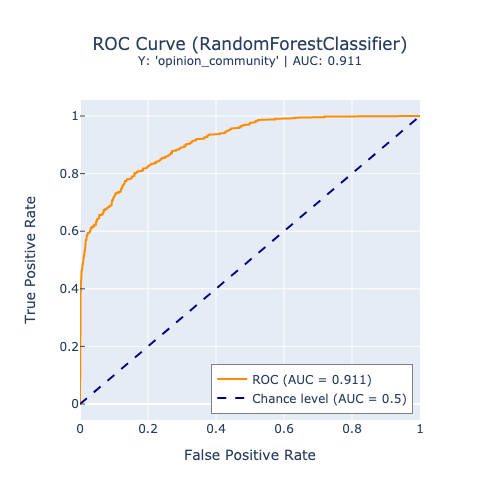 ROC Curve (RandomForestClassifier)
Y: 'opinion_community' | AUC: 0.911
1
0.8
0.6
0.4
0.2
0
True Positive Rate
ROC (AUC = 0.911)
Chance level (AUC = 0.5)
0 0.2 0.4 0.6 0.8 1
False Positive Rate